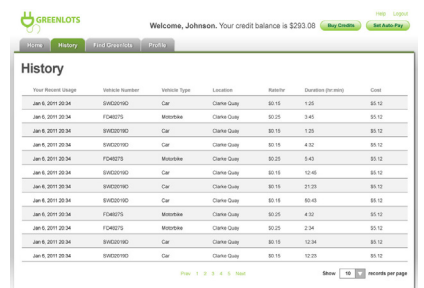 GREENLOTS
Help Logout
Welcome, Johnson. Your credit balance is $293.08 Buy Credits Set Auto-Pay
Home History Find Greenlots Profile
History
Your Recent Usage Vehicle Number Vehicle Type Location Rate/hr Duration (hr:min) Cost
Jan 6, 2011 20:34 SWD2019D Car Clarke Quay $0.15 1:25 $5.12
Jan 6, 2011 20:34 FD4627S Motorbike Clarke Quay $0.25 3:45 $5.12
Jan 6, 2011 20:34 SWD2019D Car Clarke Quay $0.15 1:25 $5.12
Jan 6, 2011 20:34 SWD2019D Car Clarke Quay $0.15 4:32 $5.12
Jan 6, 2011 20:34 FD4627S Motorbike Clarke Quay $0.25 5:43 $5.12
Jan 6, 2011 20:34 SWD2019D Car Clarke Quay $0.15 12:45 $5.12
Jan 6, 2011 20:34 SWD2019D Car Clarke Quay $0.15 21:23 $5.12
Jan 6, 2011 20:34 SWD2019D Car Clarke Quay $0.15 60:43 $5.12
Jan 6, 2011 20:34 FD4627S Motorbike Clarke Quay $0.25 4:32 $5.12
Jan 6, 2011 20:34 FD4627S Motorbike Clarke Quay $0.25 2:34 $5.12
Jan 6, 2011 20:34 SWD2019D Car Clarke Quay $0.15 12:34 $5.12
Jan 6, 2011 20:34 SWD2019D Car Clarke Quay $0.15 12:23 $5.12
Prev 1 2 3 4 5 Next Show 10 records per page